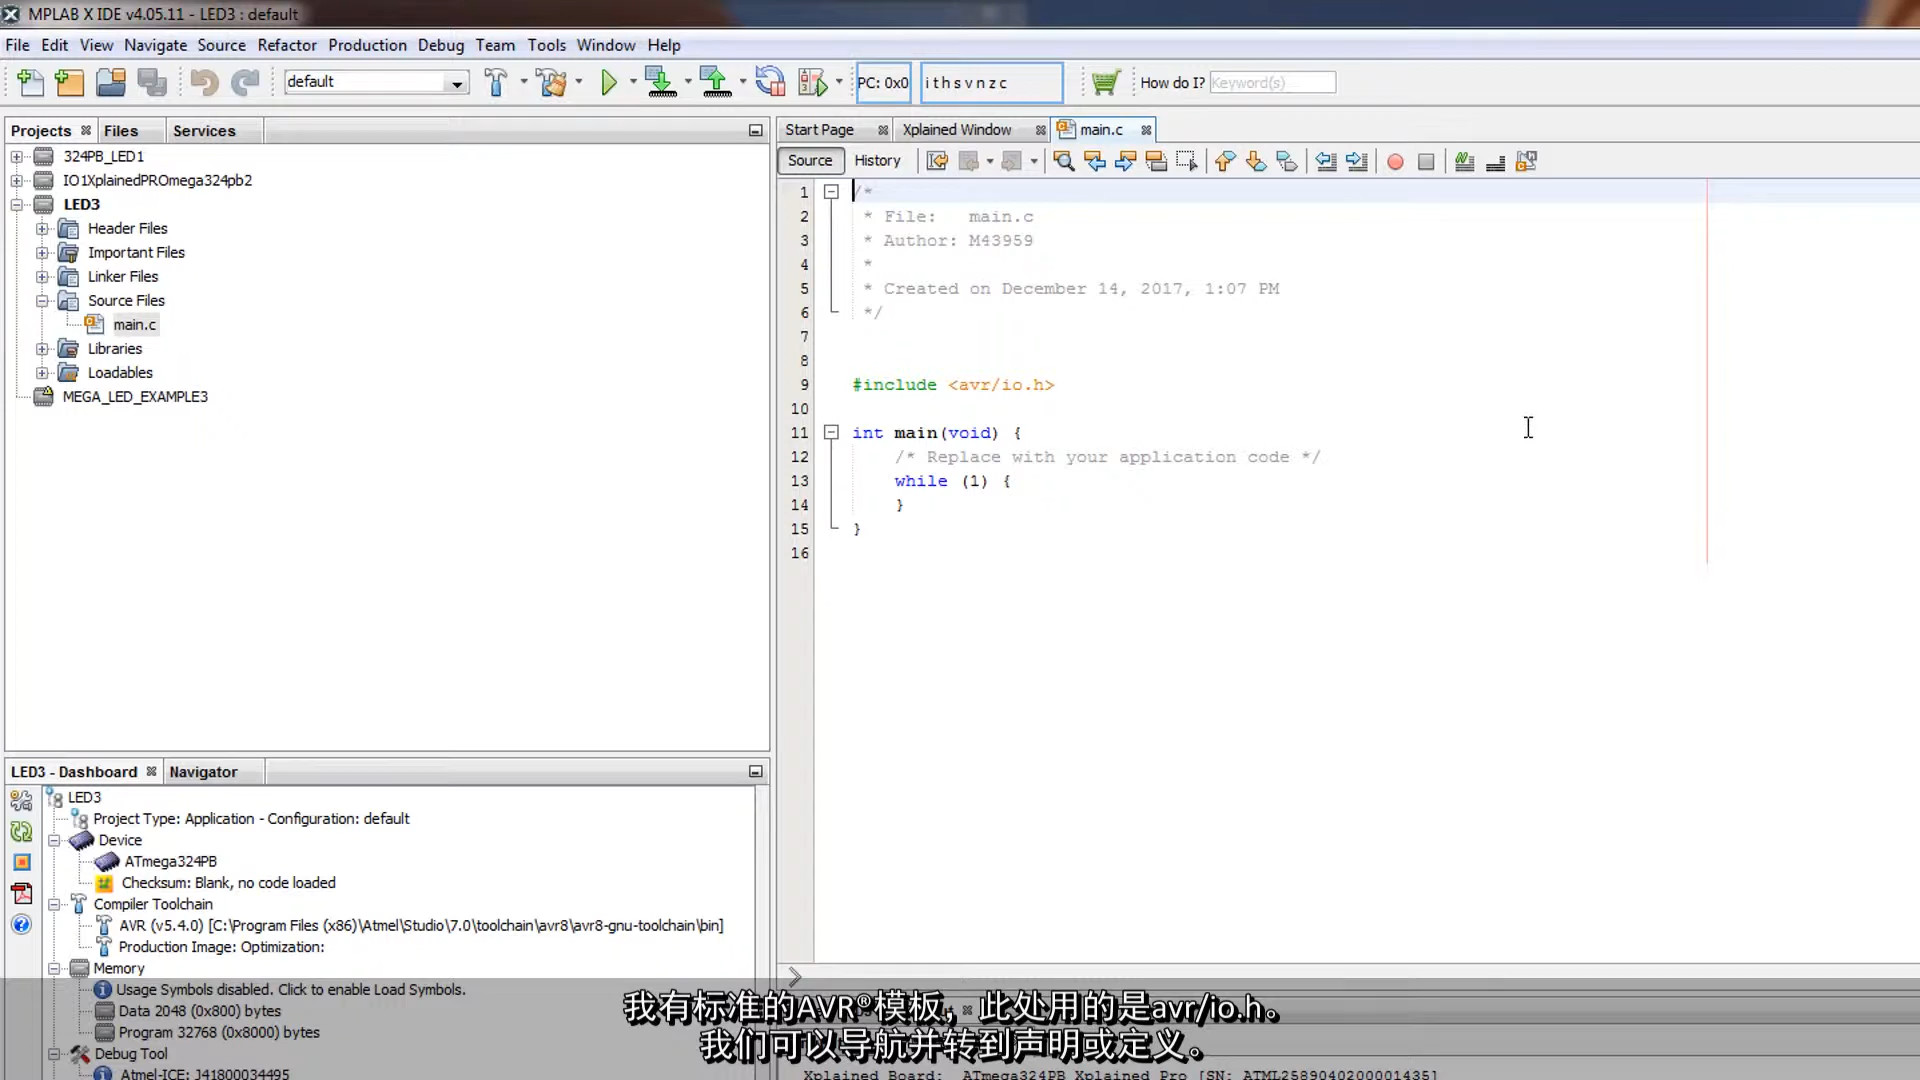 MPLAB X IDE v4.05.11 - LED3 : default
File Edit View Navigate Source Refactor Production Debug Team Tools Window Help
default PC: 0x0 i t h s v n z c How do I? Keyword(s)
Projects Files Services
324PB_LED1
IO1XplainedPROmega324pb2
LED3
Header Files
Important Files
Linker Files
Source Files
main.c
Libraries
Loadables
MEGA_LED_EXAMPLE3
Start Page Xplained Window main.c
Source History
1 /*
2 * File: main.c
3 * Author: M43959
4 *
5 * Created on December 14, 2017, 1:07 PM
6 */
7
8
9 #include <avr/io.h>
10
11 int main(void) {
12 /* Replace with your application code */
13 while (1) {
14 }
15 }
16
LED3 - Dashboard Navigator
LED3
Project Type: Application - Configuration: default
Device
ATmega324PB
Checksum: Blank, no code loaded
Compiler Toolchain
AVR (v5.4.0) [C:\Program Files (x86)\Atmel\Studio\7.0\toolchain\avr8\avr8-gnu-toolchain\bin]
Production Image: Optimization:
Memory
Usage Symbols disabled. Click to enable Load Symbols.
Data 2048 (0x800) bytes
Program 32768 (0x8000) bytes
Debug Tool
Atmel-ICE: J41800034495
我有标准的AVR®模板，此处用的是avr/io.h。
我们可以导航并转到声明或定义。
Xplained Board: ATmega324PB Xplained Pro [SN: ATML2589040200001435]